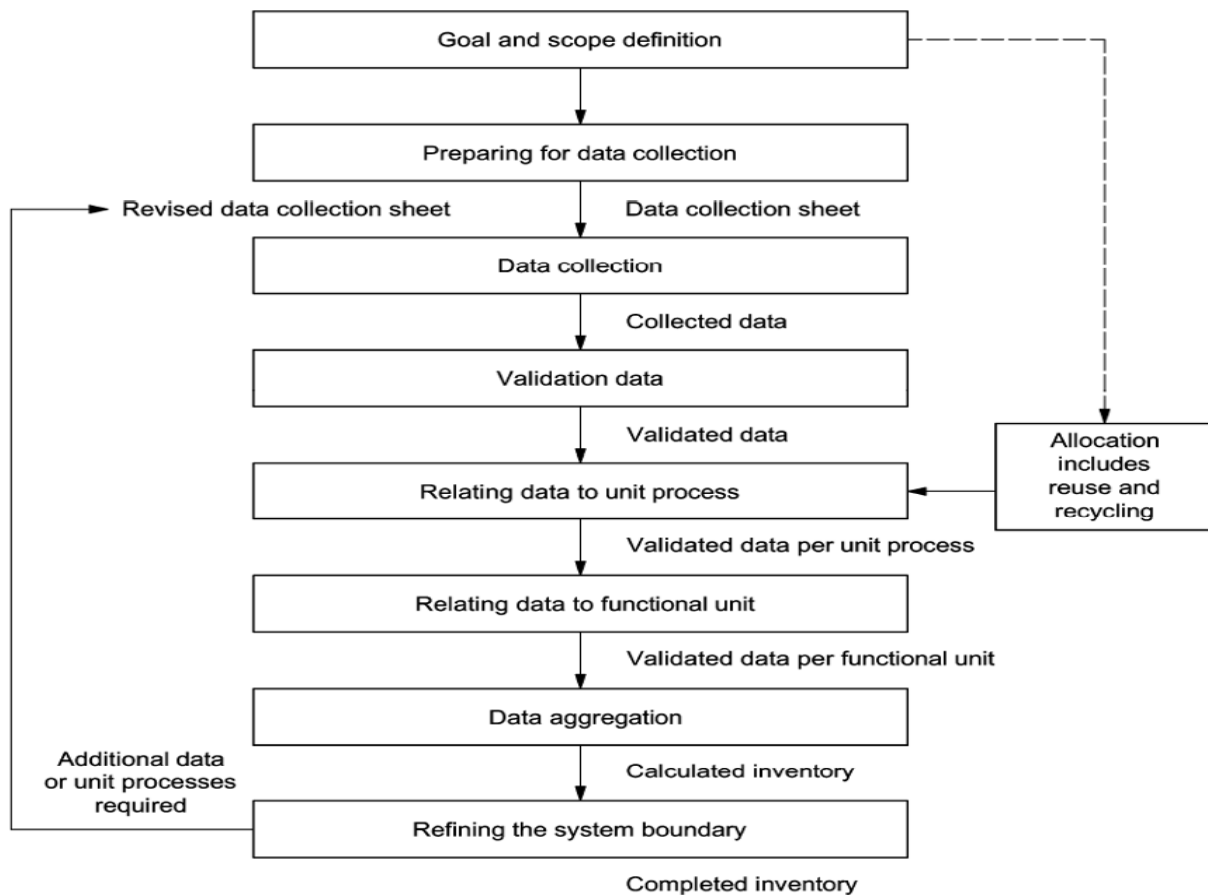 Goal and scope definition
Preparing for data collection
Revised data collection sheet
Data collection sheet
Data collection
Collected data
Validation data
Validated data
Allocation
includes
reuse and
recycling
Relating data to unit process
Validated data per unit process
Relating data to functional unit
Validated data per functional unit
Data aggregation
Additional data
or unit processes
required
Calculated inventory
Refining the system boundary
Completed inventory